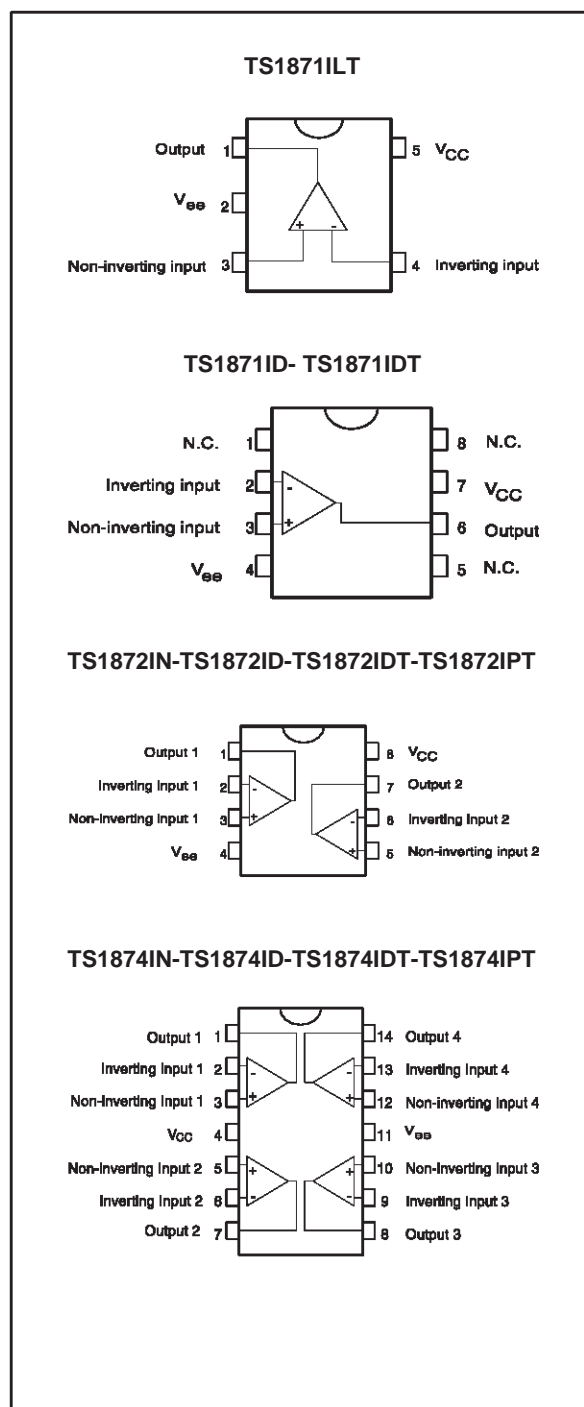 TS1871ILT
Output 1 5 VCC
Vee 2
Non-inverting input 3 4 Inverting input
+ -
TS1871ID- TS1871IDT
N.C. 1 8 N.C.
Inverting input 2 - 7 VCC
Non-inverting input 3 + 6 Output
Vee 4 5 N.C.
TS1872IN-TS1872ID-TS1872IDT-TS1872IPT
Output 1 1 8 VCC
Inverting Input 1 2 - 7 Output 2
Non-Inverting Input 1 3 + - 6 Inverting Input 2
Vee 4 + 5 Non-inverting input 2
TS1874IN-TS1874ID-TS1874IDT-TS1874IPT
Output 1 1 14 Output 4
Inverting Input 1 2 - - 13 Inverting Input 4
Non-Inverting Input 1 3 + + 12 Non-inverting Input 4
VCC 4 11 Vee
Non-Inverting Input 2 5 + + 10 Non-Inverting Input 3
Inverting Input 2 6 - - 9 Inverting Input 3
Output 2 7 8 Output 3